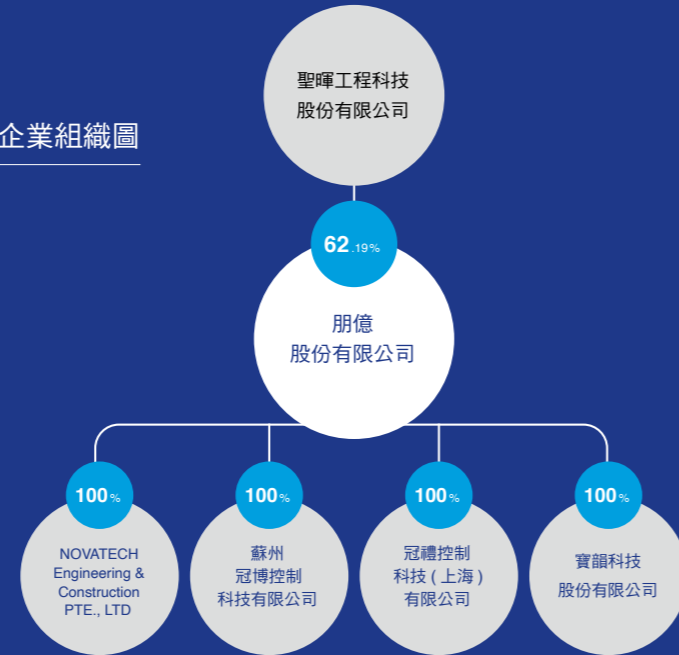 企業組織圖
聖暉工程科技
股份有限公司
62.19%
朋億
股份有限公司
100%
NOVATECH
Engineering &
Construction
PTE., LTD
100%
蘇州
冠博控制
科技有限公司
100%
冠禮控制
科技 ( 上海 )
有限公司
100%
寶韻科技
股份有限公司